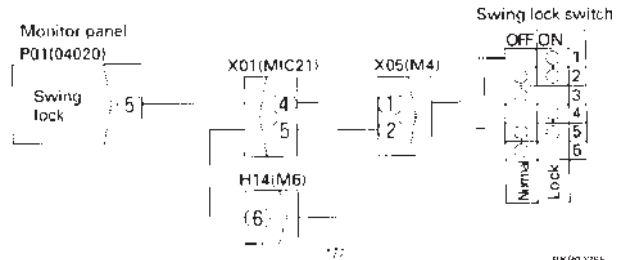 Swing lock switch
Monitor panel
P01(04020)
OFF ON
X01(MIC21)
X05(M4)
Swing
lock
5
4
5
1
2
1
2
3
4
5
6
Normal
Lock
H14(M6)
6